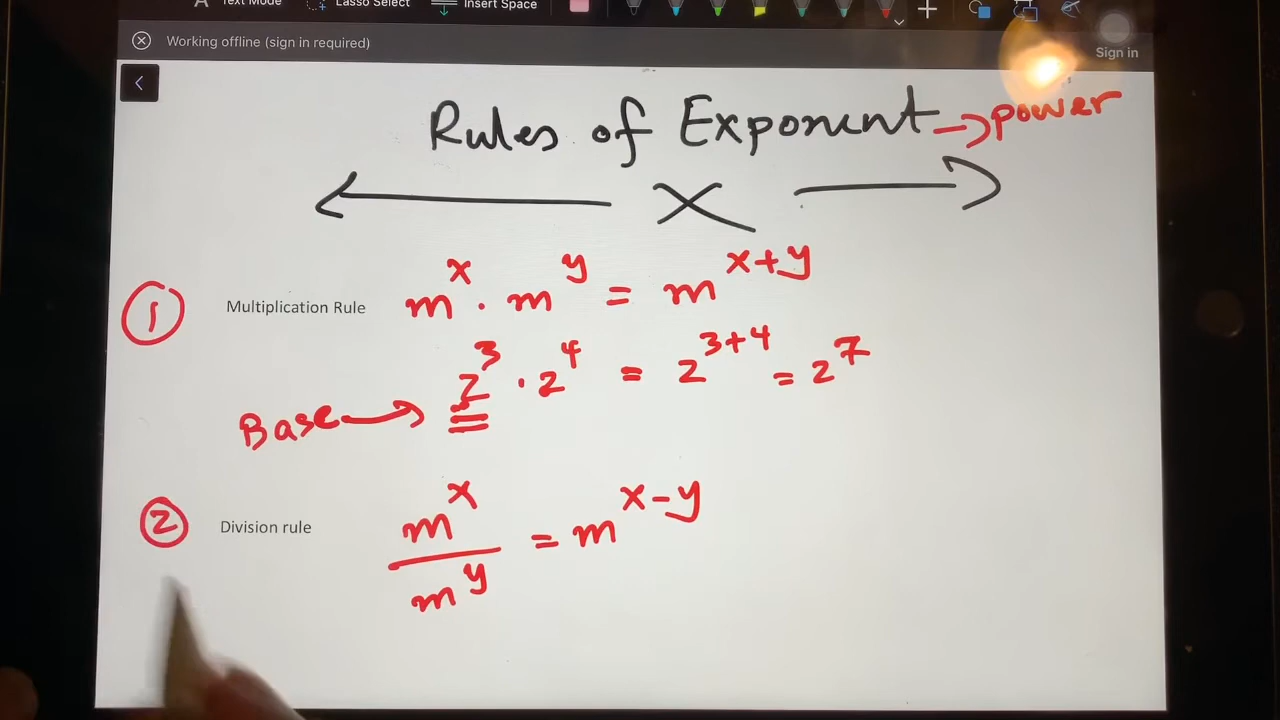 Text Mode Lasso Select Insert Space
Working offline (sign in required)
Sign in
Rules of Exponent → power
← X →
① Multiplication Rule m^x · m^y = m^(x+y)
2^3 · 2^4 = 2^(3+4) = 2^7
Base →
② Division rule m^x / m^y = m^(x-y)